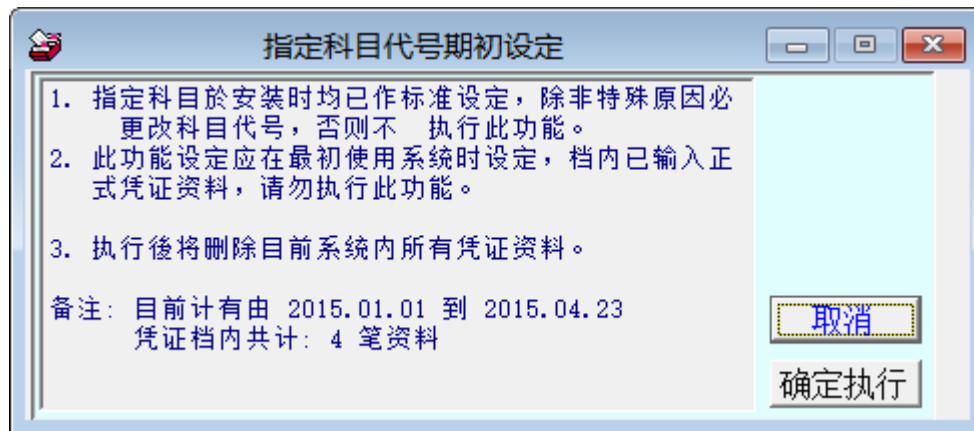 指定科目代号期初设定
1. 指定科目於安装时均已作标准设定，除非特殊原因必
更改科目代号，否则不 执行此功能。
2. 此功能设定应在最初使用系统时设定，档内已输入正
式凭证资料，请勿执行此功能。
3. 执行後将删除目前系统内所有凭证资料。
备注: 目前计有由 2015.01.01 到 2015.04.23
凭证档内共计: 4 笔资料
取消
确定执行